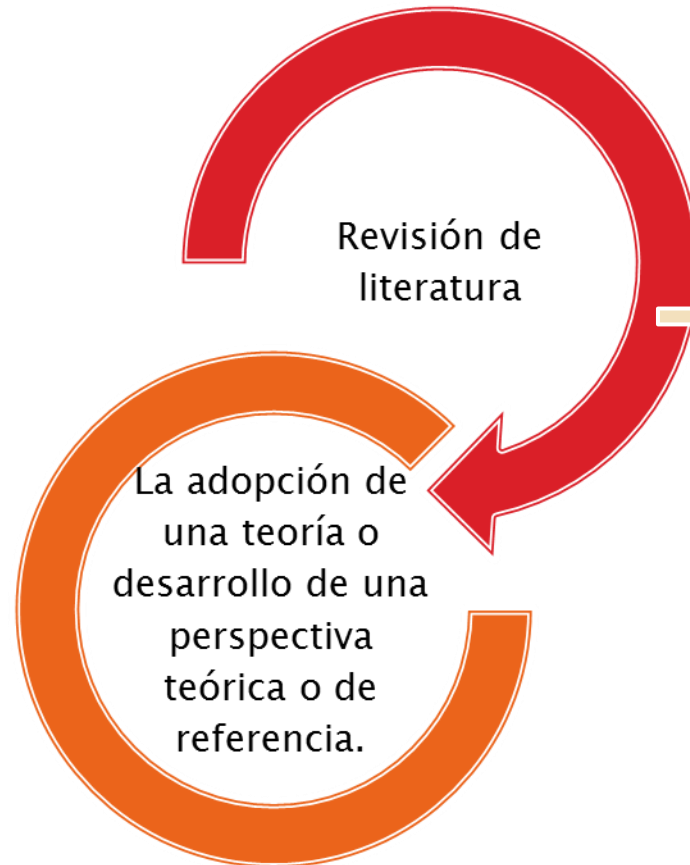 Revisión de
literatura
La adopción de
una teoría o
desarrollo de una
perspectiva
teórica o de
referencia.